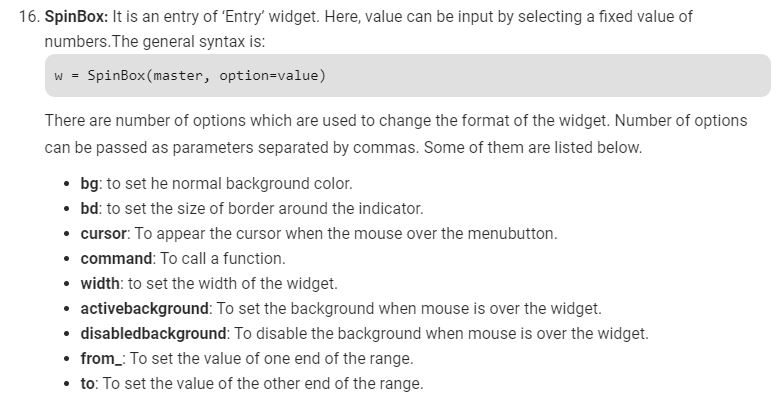 16. SpinBox: It is an entry of ‘Entry’ widget. Here, value can be input by selecting a fixed value of
numbers.The general syntax is:
w = SpinBox(master, option=value)
There are number of options which are used to change the format of the widget. Number of options
can be passed as parameters separated by commas. Some of them are listed below.
• bg: to set he normal background color.
• bd: to set the size of border around the indicator.
• cursor: To appear the cursor when the mouse over the menubutton.
• command: To call a function.
• width: to set the width of the widget.
• activebackground: To set the background when mouse is over the widget.
• disabledbackground: To disable the background when mouse is over the widget.
• from_: To set the value of one end of the range.
• to: To set the value of the other end of the range.